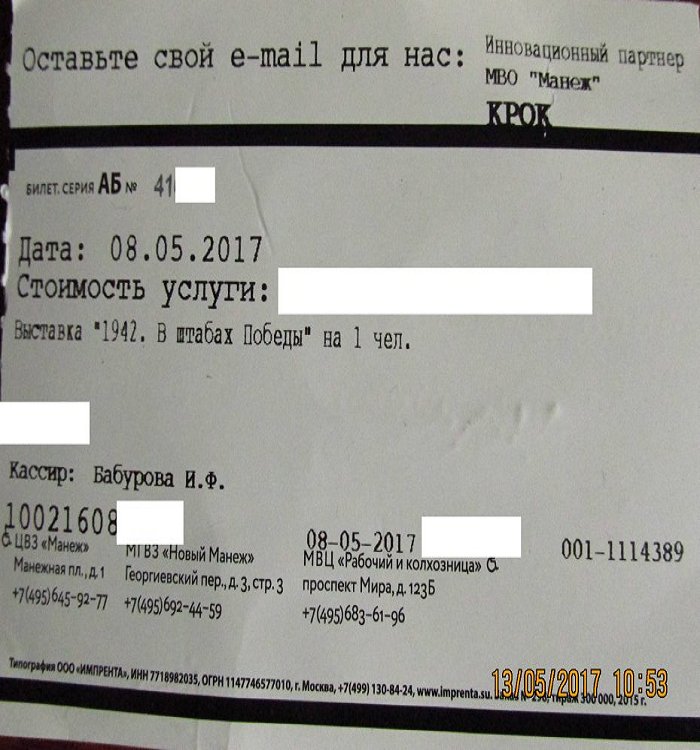 Оставьте свой e-mail для нас:
Инновационный партнер
МВО "Манеж"
КРОК
БИЛЕТ. СЕРИЯ АБ № 41
Дата: 08.05.2017
Стоимость услуги:
Выставка "1942. В штабах Победы" на 1 чел.
Кассир: Бабурова И.Ф.
10021608
08-05-2017
001-1114389
ЦВЗ «Манеж»
Манежная пл., д.1
+7(495)645-92-77
МГВЗ «Новый Манеж»
Георгиевский пер., д. 3, стр. 3
+7(495)692-44-59
МВЦ «Рабочий и колхозница»
проспект Мира, д. 123Б
+7(495)683-61-96
Типография ООО «ИМПРЕНТА», ИНН 7718982035, ОГРН 1147746577010, г. Москва, +7(499) 130-84-24, www.imprenta.su. Тираж 300 000, 2015 г.
13/05/2017 10:53